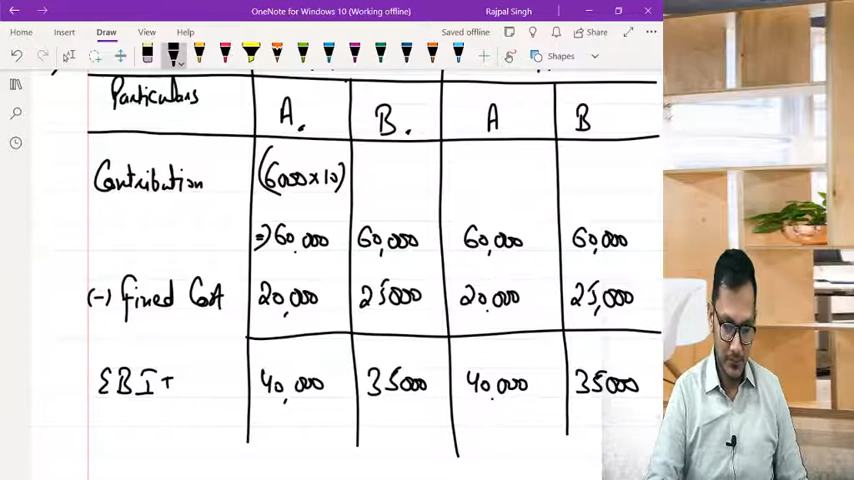 OneNote for Windows 10 (Working offline)
Rajpal Singh
Home Insert Draw View Help
Saved offline Share
Shapes
Particulars A. B. A B
Contribution (6000×10)
=) 60,000 60,000 60,000 60,000
(-) Fixed Cost 20,000 25000 20,000 25,000
EBIT 40,000 35000 40,000 35000